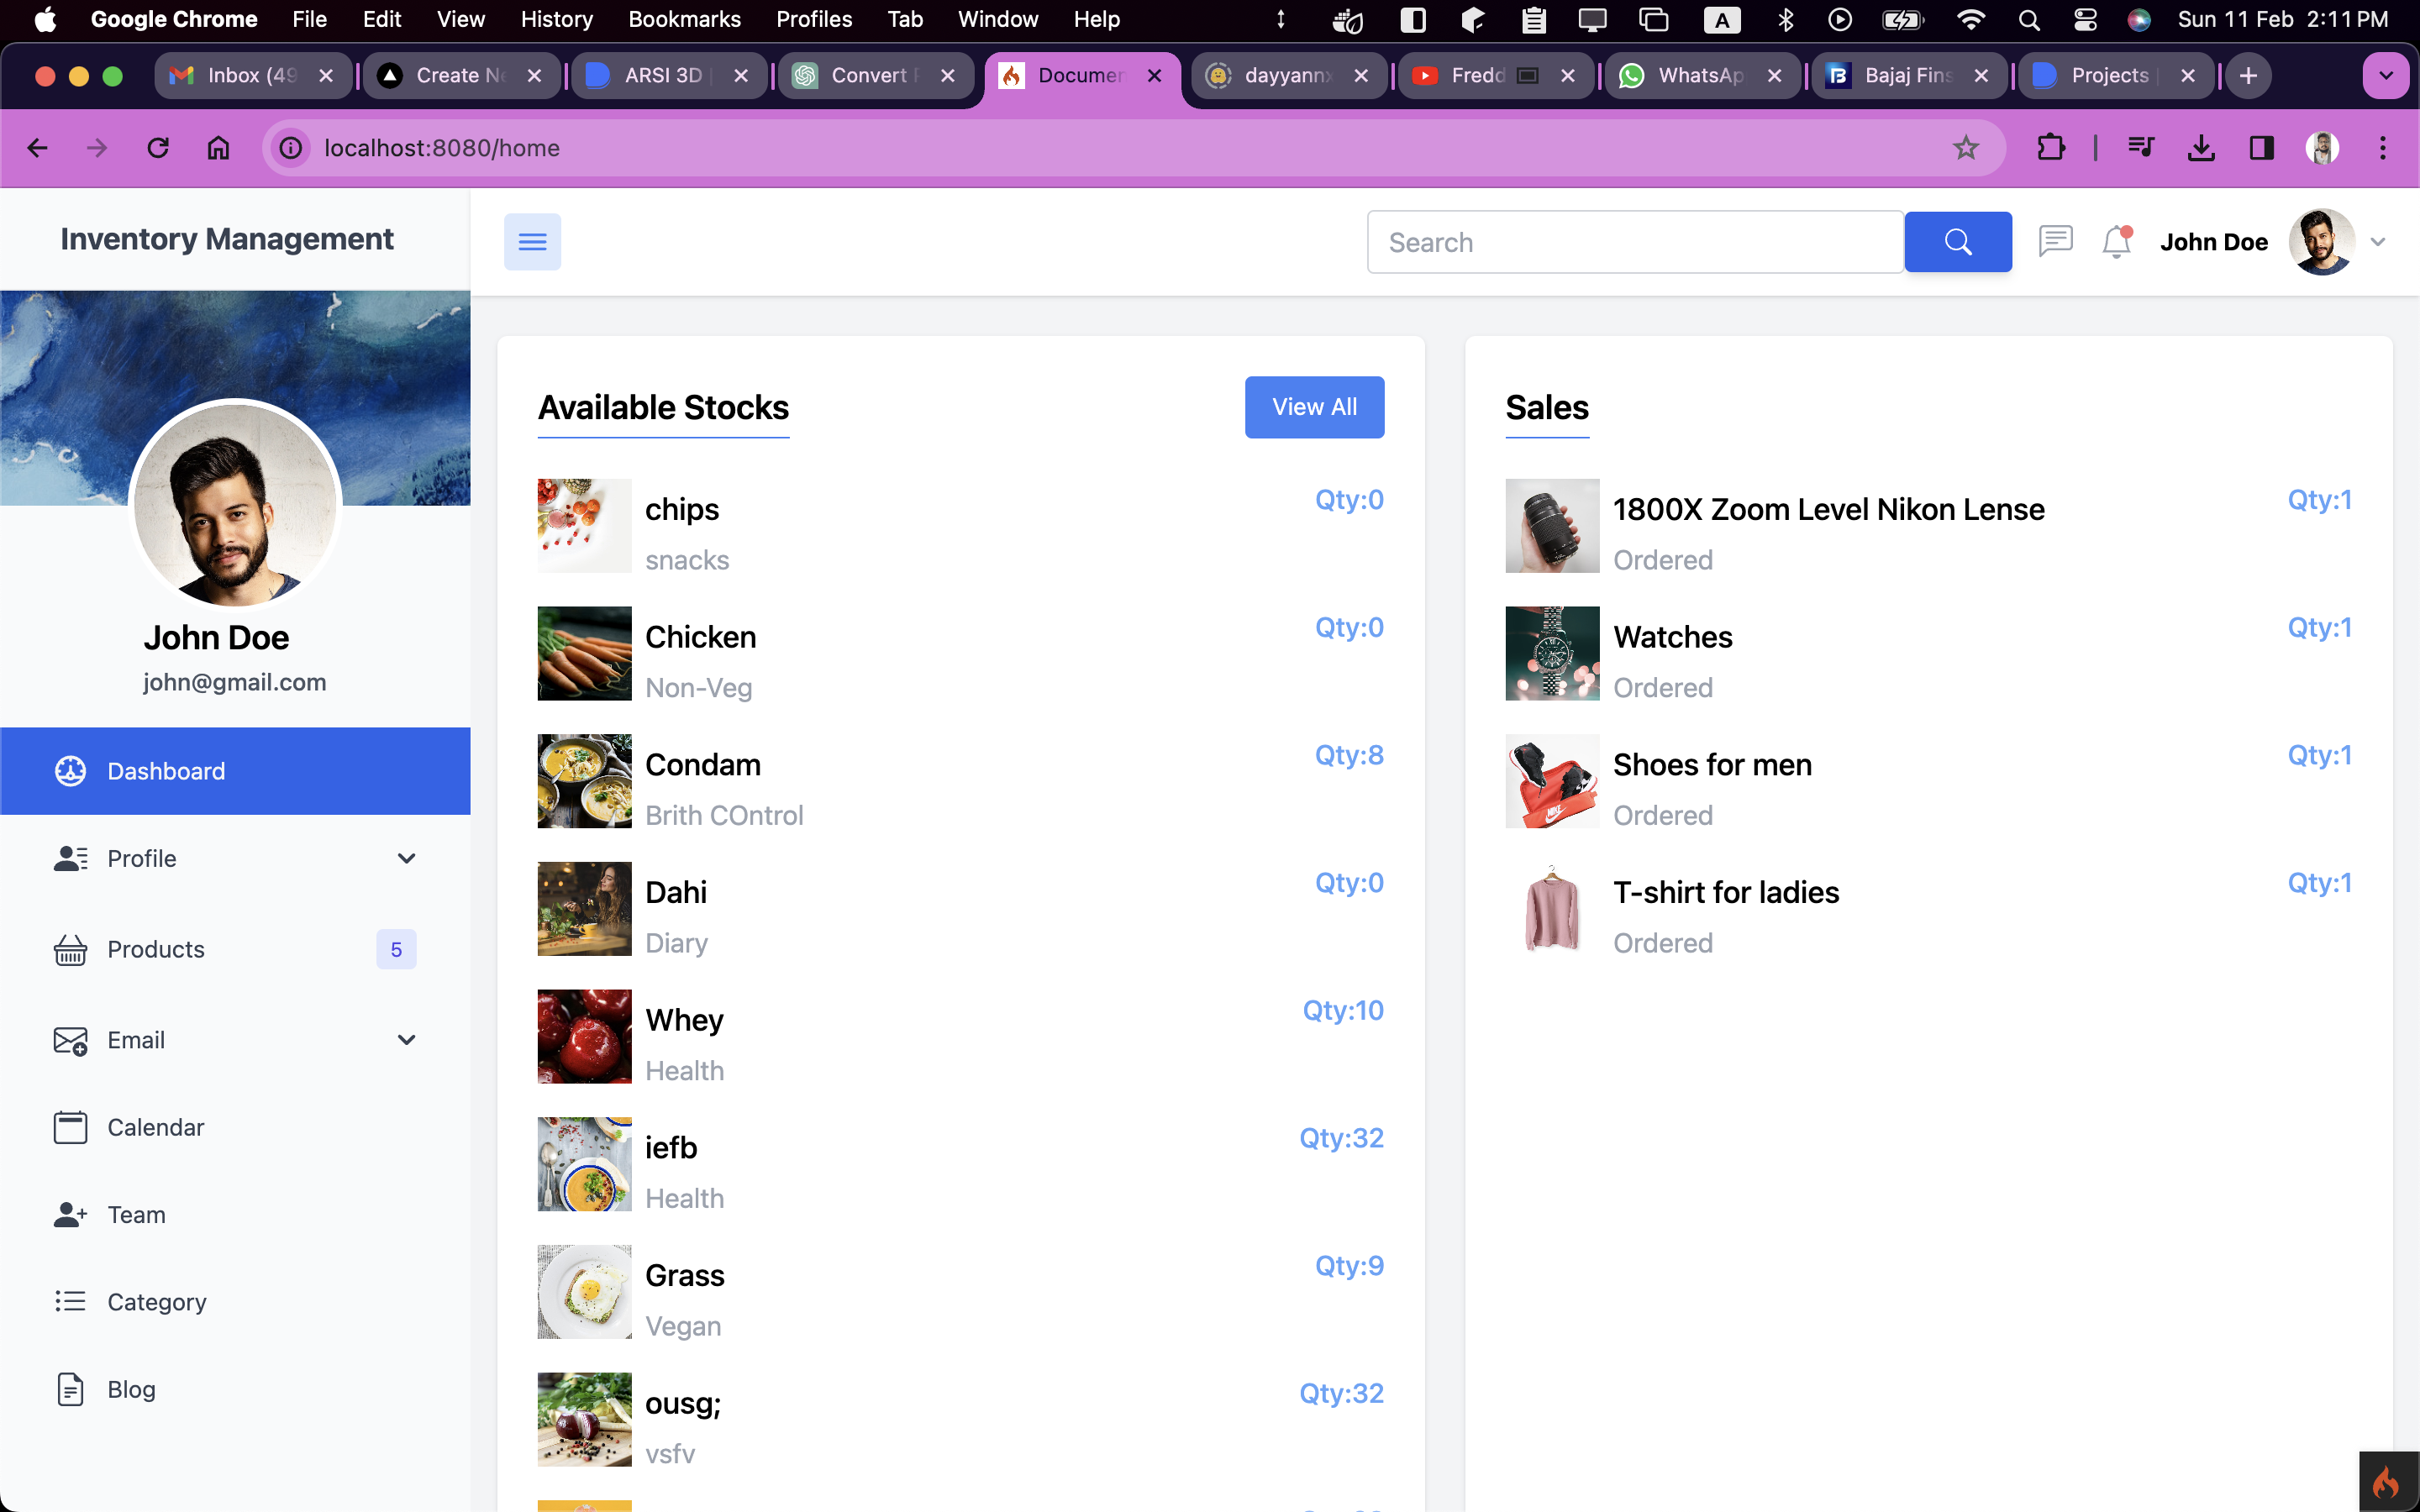 Google Chrome File Edit View History Bookmarks Profiles Tab Window Help A Sun 11 Feb 2:11 PM
Inbox (49 Create Ne ARSI 3D Convert Documen dayyannx Fredd WhatsAp Bajaj Fins Projects
localhost:8080/home
Inventory Management
Search
John Doe
John Doe
john@gmail.com
Dashboard
Profile
Products 5
Email
Calendar
Team
Category
Blog
Available Stocks
View All
chips Qty:0
snacks
Chicken Qty:0
Non-Veg
Condam Qty:8
Brith COntrol
Dahi Qty:0
Diary
Whey Qty:10
Health
iefb Qty:32
Health
Grass Qty:9
Vegan
ousg; Qty:32
vsfv
Sales
1800X Zoom Level Nikon Lense Qty:1
Ordered
Watches Qty:1
Ordered
Shoes for men Qty:1
Ordered
T-shirt for ladies Qty:1
Ordered